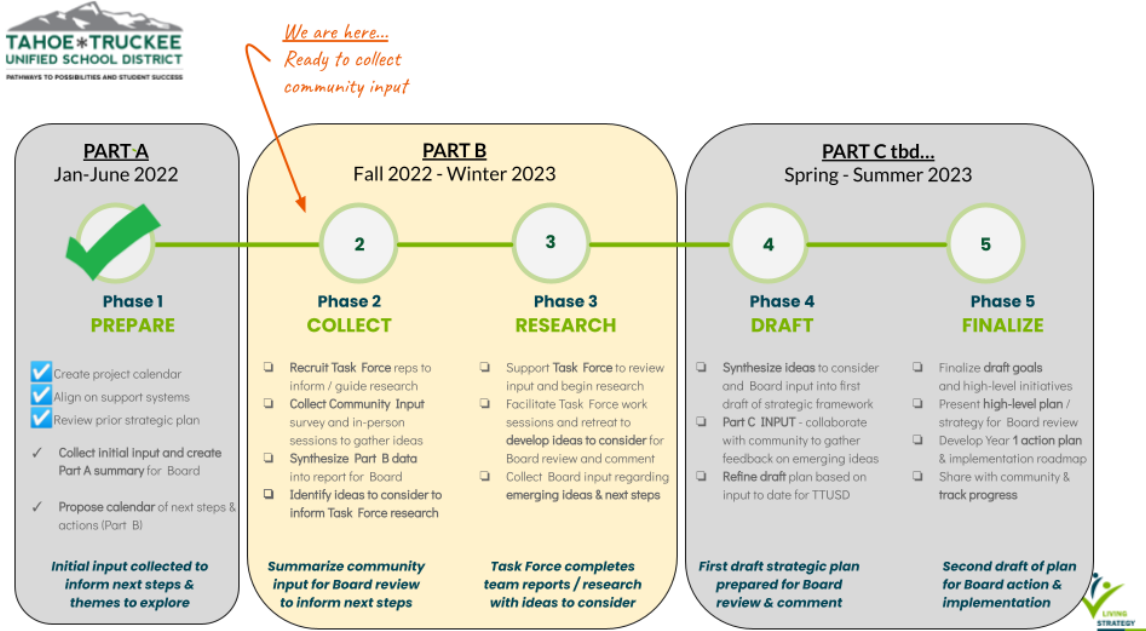 TAHOE*TRUCKEE
UNIFIED SCHOOL DISTRICT
PATHWAYS TO POSSIBILITIES AND STUDENT SUCCESS
We are here...
Ready to collect
community input
PART A
Jan-June 2022
Phase 1
PREPARE
Create project calendar
Align on support systems
Review prior strategic plan
Collect initial input and create
Part A summary for Board
Propose calendar of next steps &
actions (Part B)
Initial input collected to
inform next steps &
themes to explore
PART B
Fall 2022 - Winter 2023
2
Phase 2
COLLECT
Recruit Task Force reps to
inform / guide research
Collect Community Input
survey and in-person
sessions to gather ideas
Synthesize Part B data
into report for Board
Identify ideas to consider to
inform Task Force research
Summarize community
input for Board review
to inform next steps
3
Phase 3
RESEARCH
Support Task Force to review
input and begin research
Facilitate Task Force work
sessions and retreat to
develop ideas to consider for
Board review and comment
Collect Board input regarding
emerging ideas & next steps
Task Force completes
team reports / research
with ideas to consider
PART C tbd...
Spring - Summer 2023
4
Phase 4
DRAFT
Synthesize ideas to consider
and Board input into first
draft of strategic framework
Part C INPUT - collaborate
with community to gather
feedback on emerging ideas
Refine draft plan based on
input to date for TTUSD
First draft strategic plan
prepared for Board
review & comment
5
Phase 5
FINALIZE
Finalize draft goals
and high-level initiatives
Present high-level plan /
strategy for Board review
Develop Year 1 action plan
& implementation roadmap
Share with community &
track progress
Second draft of plan
for Board action &
implementation
LIVING
STRATEGY